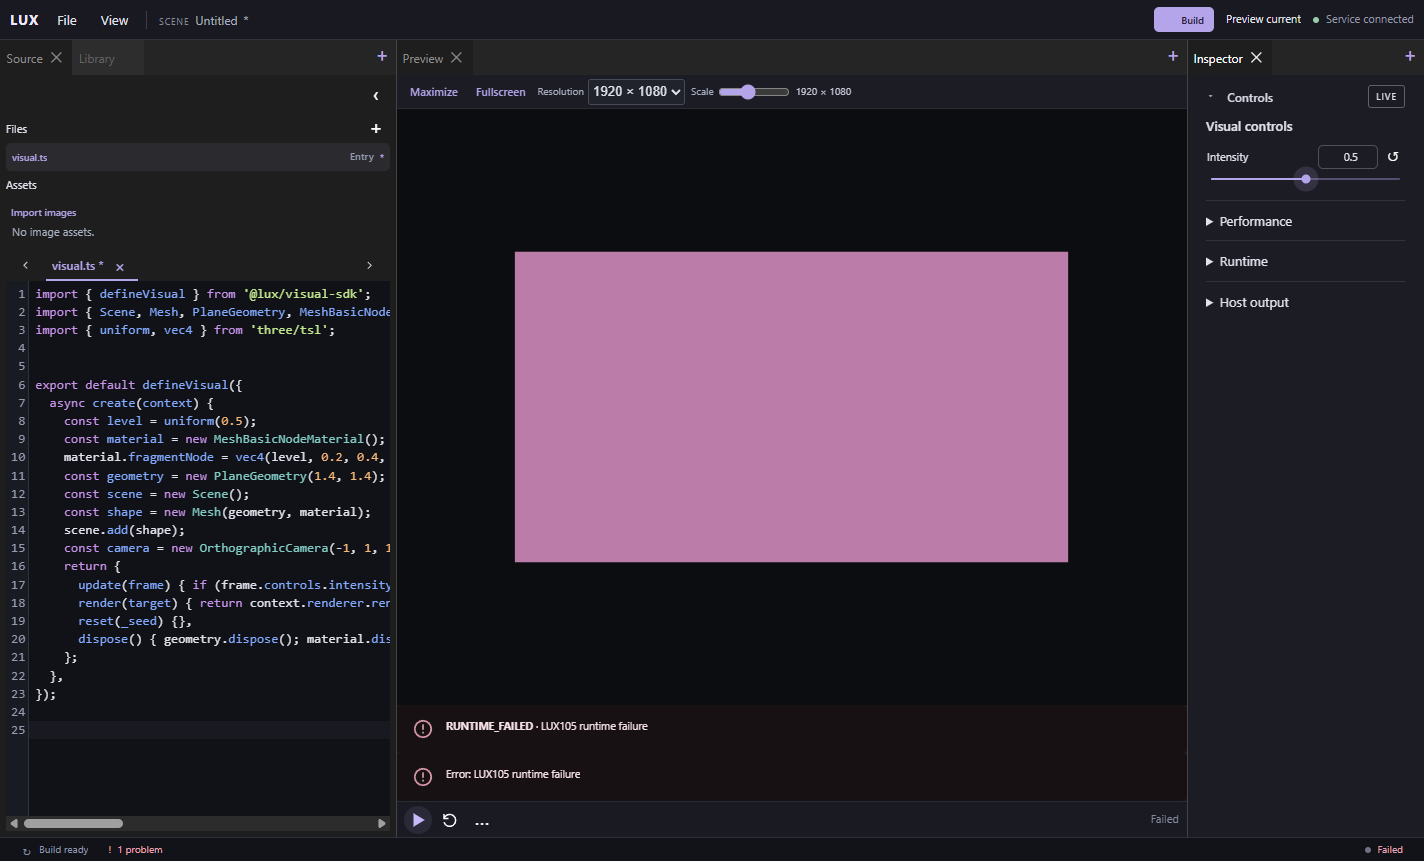 LUX File View SCENE Untitled * Build Preview current Service connected
Source Library +
Files +
visual.ts Entry *
Assets
Import images
No image assets.
visual.ts *
1 import { defineVisual } from '@lux/visual-sdk';
2 import { Scene, Mesh, PlaneGeometry, MeshBasicNode
3 import { uniform, vec4 } from 'three/tsl';
4
5
6 export default defineVisual({
7 async create(context) {
8 const level = uniform(0.5);
9 const material = new MeshBasicNodeMaterial();
10 material.fragmentNode = vec4(level, 0.2, 0.4,
11 const geometry = new PlaneGeometry(1.4, 1.4);
12 const scene = new Scene();
13 const shape = new Mesh(geometry, material);
14 scene.add(shape);
15 const camera = new OrthographicCamera(-1, 1, 1
16 return {
17 update(frame) { if (frame.controls.intensity
18 render(target) { return context.renderer.rer
19 reset(_seed) {},
20 dispose() { geometry.dispose(); material.dis
21 };
22 },
23 });
24
25
Preview +
Maximize Fullscreen Resolution 1920 × 1080 Scale 1920 × 1080
RUNTIME_FAILED · LUX105 runtime failure
Error: LUX105 runtime failure
... Failed
Inspector +
Controls LIVE
Visual controls
Intensity 0.5
Performance
Runtime
Host output
Build ready ! 1 problem Failed